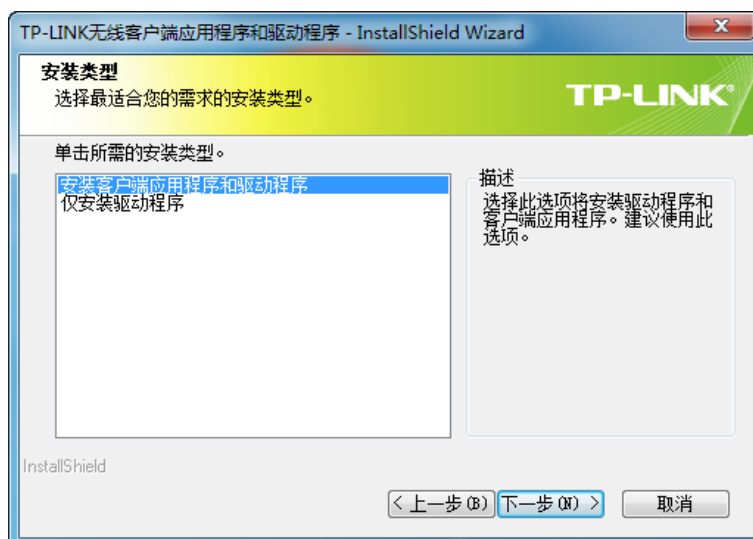 TP-LINK无线客户端应用程序和驱动程序 - InstallShield Wizard
安装类型
选择最适合您的需求的安装类型。
TP-LINK®
单击所需的安装类型。
安装客户端应用程序和驱动程序
仅安装驱动程序
描述
选择此选项将安装驱动程序和
客户端应用程序。建议使用此
选项。
InstallShield
< 上一步(B)
下一步(N) >
取消